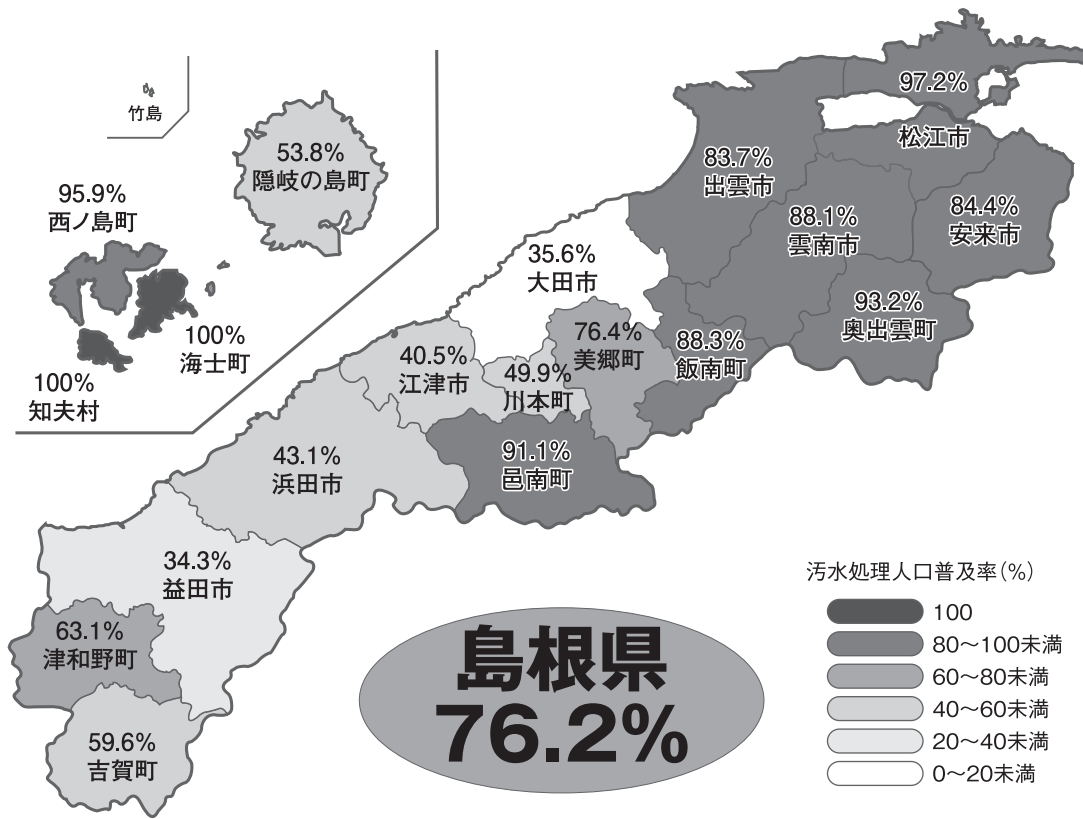 竹島
53.8%
隠岐の島町
95.9%
西ノ島町
100%
海士町
100%
知夫村
97.2%
松江市
83.7%
出雲市
88.1%
雲南市
84.4%
安来市
93.2%
奥出雲町
35.6%
大田市
76.4%
美郷町
88.3%
飯南町
40.5%
江津市
49.9%
川本町
91.1%
邑南町
43.1%
浜田市
34.3%
益田市
63.1%
津和野町
59.6%
吉賀町
島根県
76.2%
汚水処理人口普及率(%)
100
80〜100未満
60〜80未満
40〜60未満
20〜40未満
0〜20未満